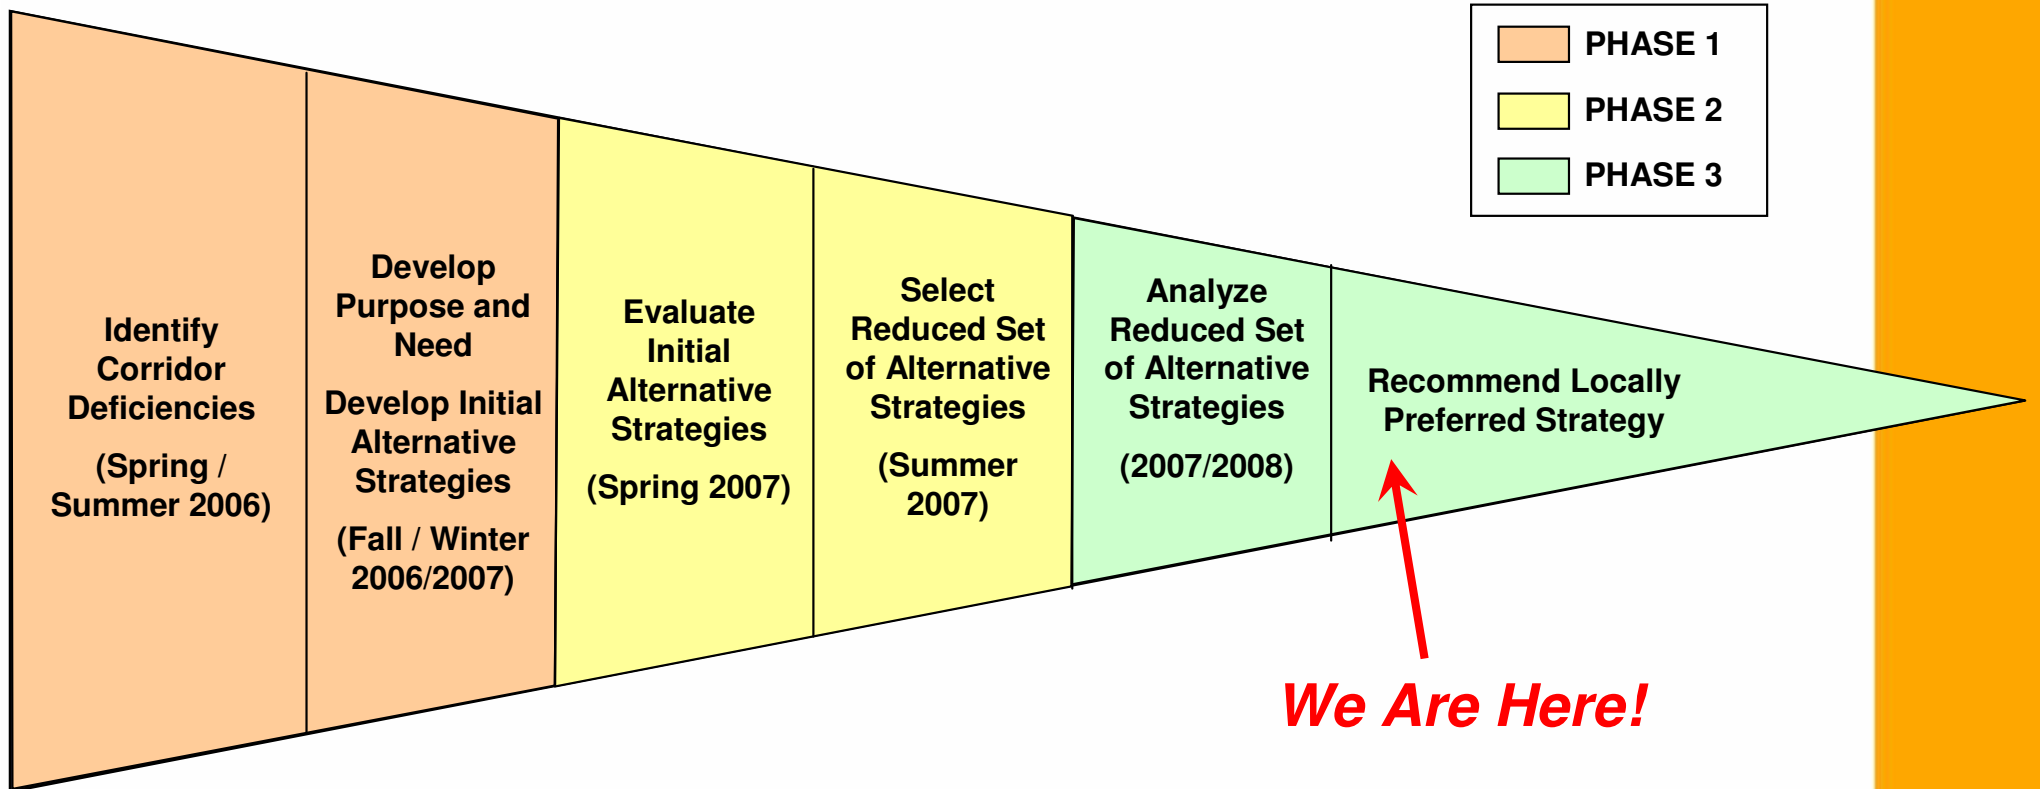 PHASE 1
PHASE 2
PHASE 3
Identify
Corridor
Deficiencies
(Spring /
Summer 2006)
Develop
Purpose and
Need
Develop Initial
Alternative
Strategies
(Fall / Winter
2006/2007)
Evaluate
Initial
Alternative
Strategies
(Spring 2007)
Select
Reduced Set
of Alternative
Strategies
(Summer
2007)
Analyze
Reduced Set
of Alternative
Strategies
(2007/2008)
Recommend Locally
Preferred Strategy
We Are Here!